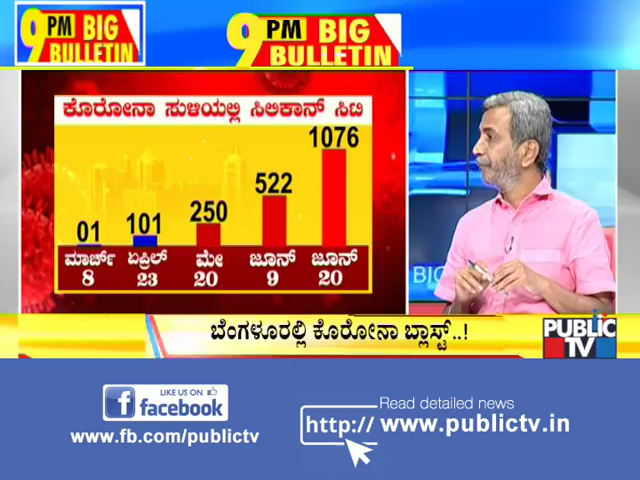 9 PM BIG BULLETIN
9 PM BIG BULLETIN
ಕೊರೋನಾ ಸುಳಿಯಲ್ಲಿ ಸಿಲಿಕಾನ್ ಸಿಟಿ
01 101 250 522 1076
ಮಾರ್ಚ್ 8
ಏಪ್ರಿಲ್ 23
ಮೇ 20
ಜೂನ್ 9
ಜೂನ್ 20
BIG
ಬೆಂಗಳೂರಲ್ಲಿ ಕೊರೋನಾ ಬ್ಲಾಸ್ಟ್..!
PUBLIC TV
LIKE US ON
facebook
www.fb.com/publictv
Read detailed news
http:// www.publictv.in